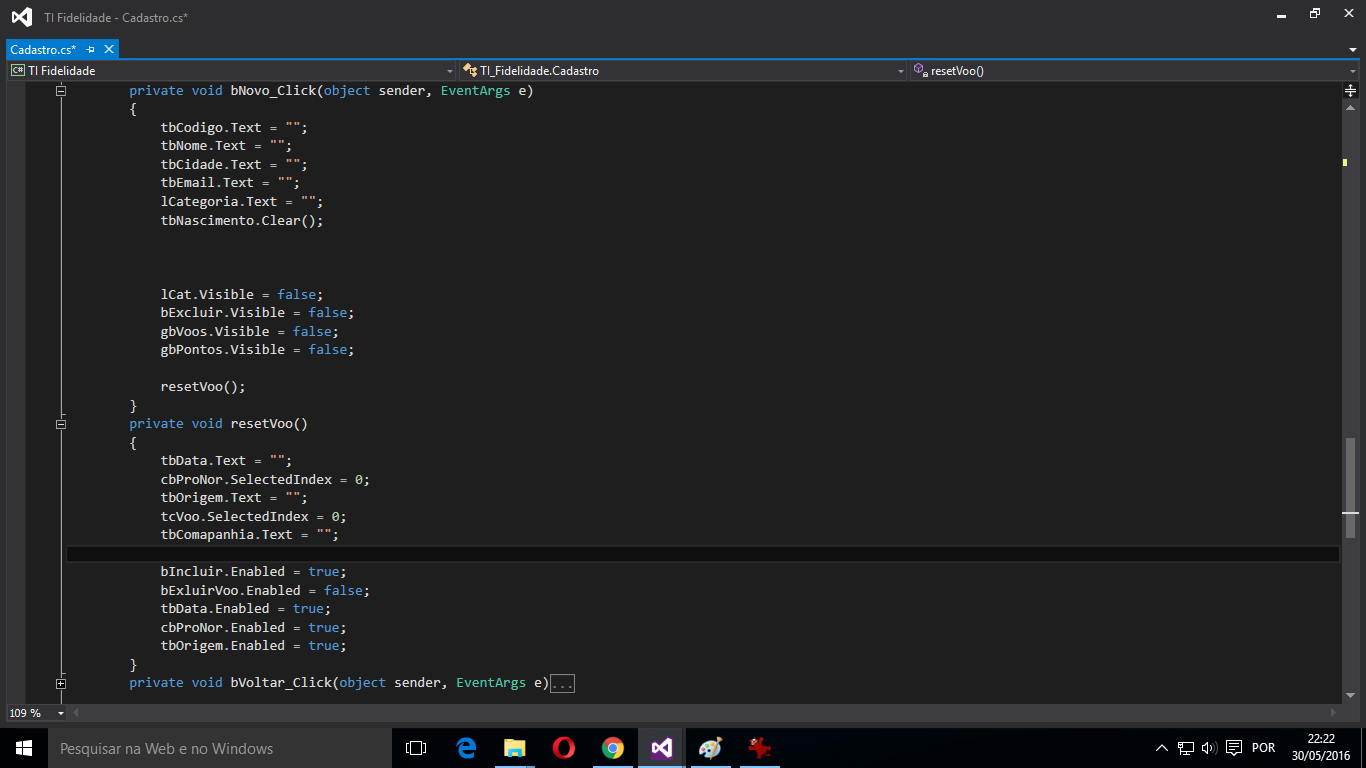 TI Fidelidade - Cadastro.cs*
Cadastro.cs*
C# TI Fidelidade TI_Fidelidade.Cadastro resetVoo()
private void bNovo_Click(object sender, EventArgs e)
{
tbCodigo.Text = "";
tbNome.Text = "";
tbCidade.Text = "";
tbEmail.Text = "";
lCategoria.Text = "";
tbNascimento.Clear();
lCat.Visible = false;
bExcluir.Visible = false;
gbVoos.Visible = false;
gbPontos.Visible = false;
resetVoo();
}
private void resetVoo()
{
tbData.Text = "";
cbProNor.SelectedIndex = 0;
tbOrigem.Text = "";
tcVoo.SelectedIndex = 0;
tbComapanhia.Text = "";
bIncluir.Enabled = true;
bExluirVoo.Enabled = false;
tbData.Enabled = true;
cbProNor.Enabled = true;
tbOrigem.Enabled = true;
}
private void bVoltar_Click(object sender, EventArgs e)...
109 %
Pesquisar na Web e no Windows
POR
22:22
30/05/2016